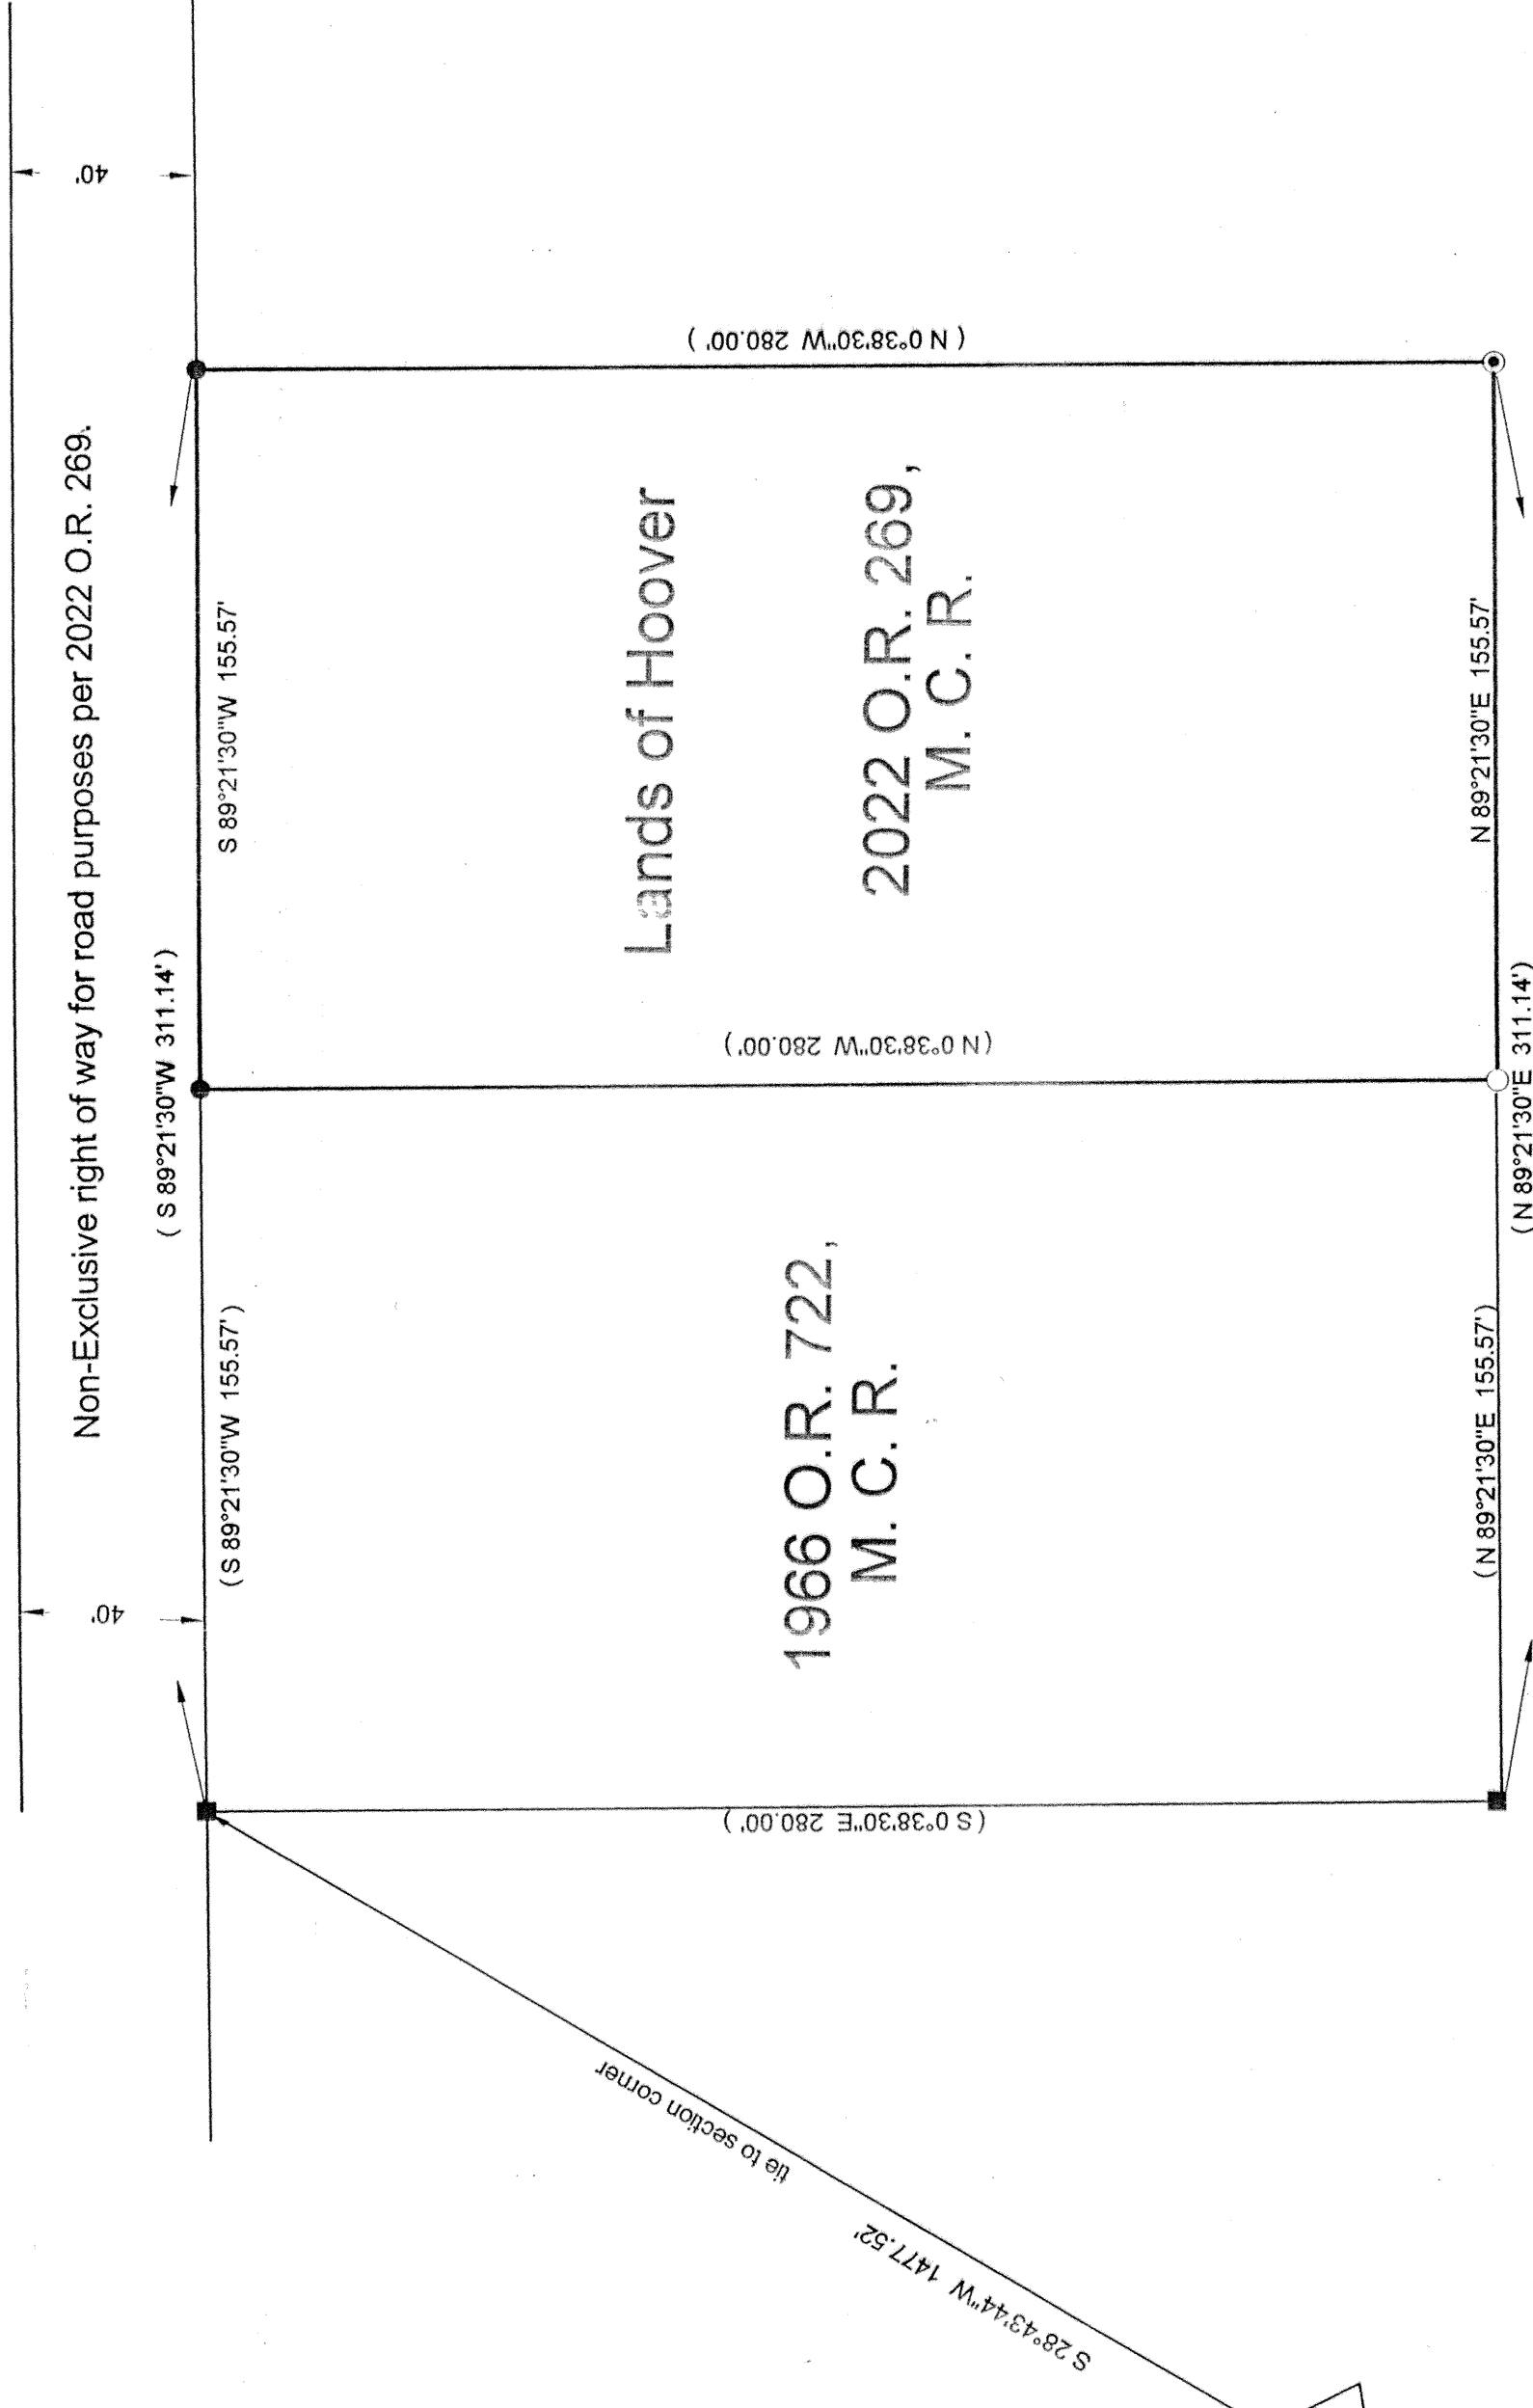 Non-Exclusive right of way for road purposes per 2022 O.R. 269.
40'
40'
( S 89°21'30"W 311.14')
(S 89°21'30"W 155.57')
S 89°21'30"W 155.57'
( S 0°38'30"E 280.00' )
1966 O.R. 722,
M. C. R.
( N 0°38'30"W 280.00' )
Lands of Hoover
2022 O.R. 269,
M. C. R.
( N 0°38'30"W 280.00' )
( N 89°21'30"E 155.57')
N 89°21'30"E 155.57'
(N 89°21'30"E 311.14')
tie to section corner
S 28°43'44"W 1477.52'